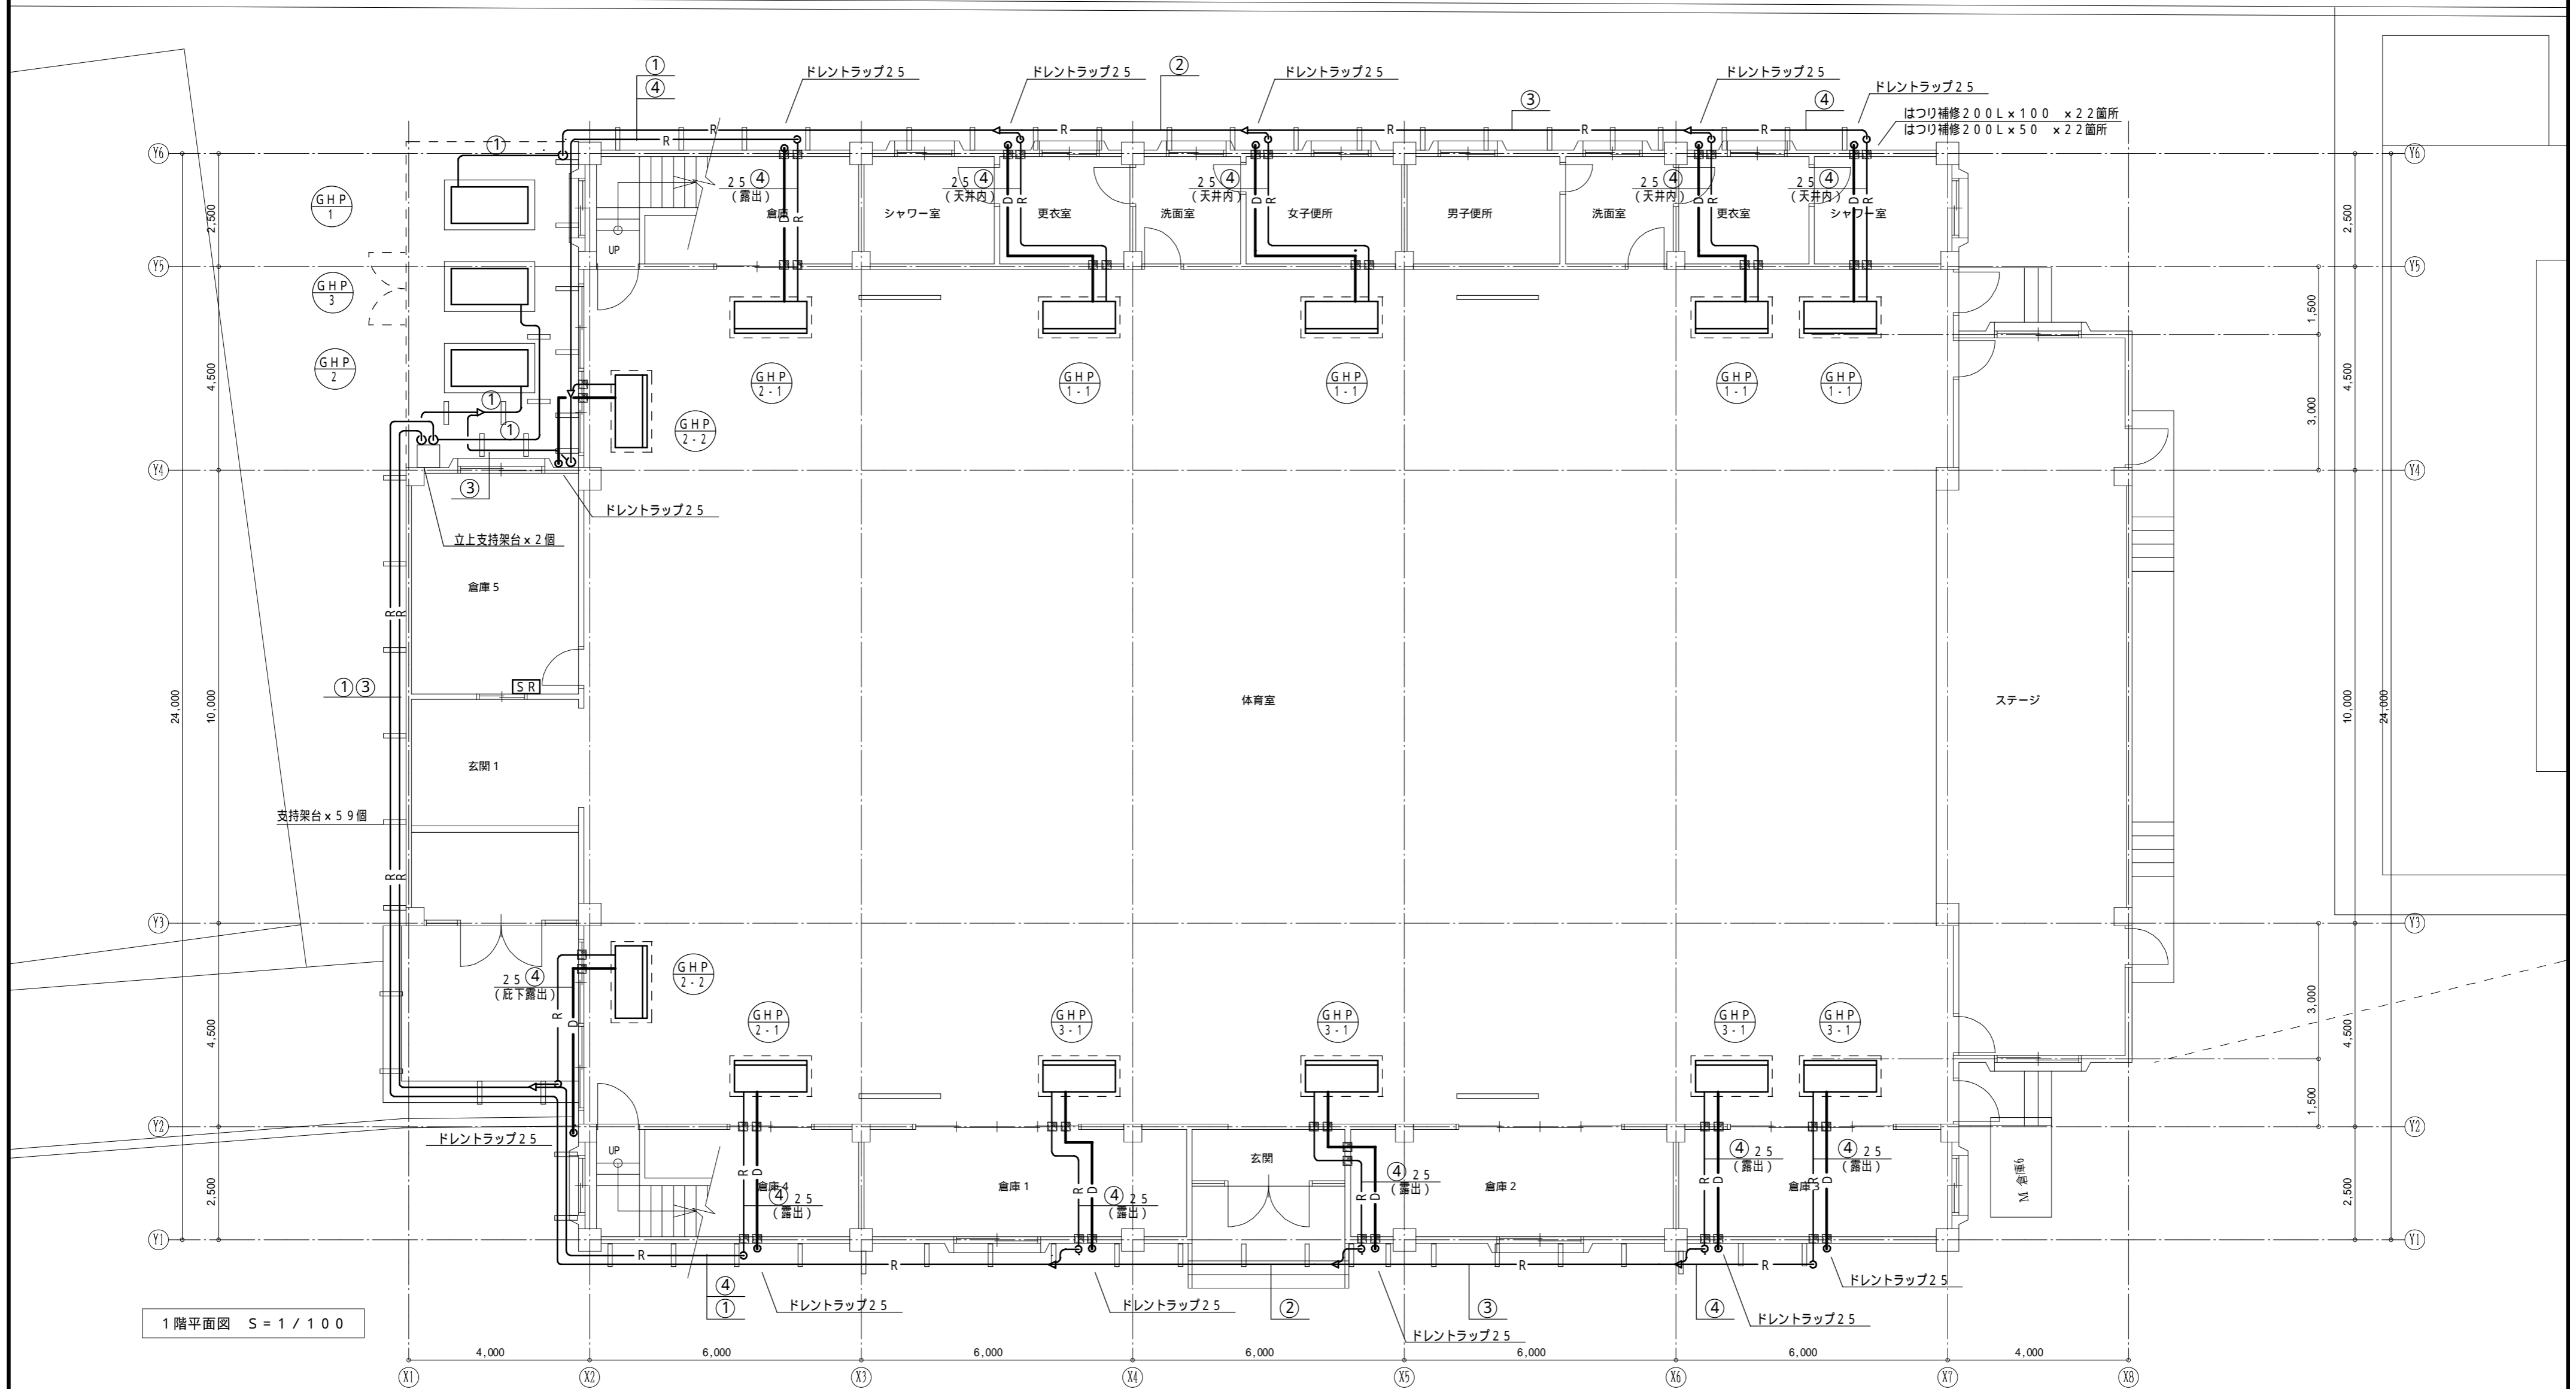 ①
④
ドレントラップ２５
ドレントラップ２５
②
ドレントラップ２５
③
ドレントラップ２５
④
ドレントラップ２５
はつり補修２００Ｌｘ１００　ｘ２２箇所
はつり補修２００Ｌｘ５０　ｘ２２箇所
R
R
R
R
R
R
Y6
①
Y6
GHP
1
２５④
(露出)
倉庫
D
R
シャワー室
２５④
(天井内)
D
R
更衣室
洗面室
２５④
(天井内)
D
R
女子便所
男子便所
洗面室
２５④
(天井内)
D
R
更衣室
２５④
(天井内)
D
R
シャワー室
2,500
2,500
UP
Y5
Y5
GHP
3
1,500
GHP
2
4,500
4,500
GHP
2-1
GHP
1-1
GHP
1-1
GHP
1-1
GHP
1-1
①
3,000
①
GHP
2-2
Y4
Y4
③
ドレントラップ２５
立上支持架台ｘ２個
倉庫５
R
R
①③
SR
24,000
10,000
体育室
ステージ
10,000
24,000
玄関１
支持架台ｘ５９個
R
R
Y3
Y3
２５④
(庇下露出)
GHP
2-2
R
D
3,000
4,500
4,500
GHP
2-1
GHP
3-1
GHP
3-1
GHP
3-1
GHP
3-1
1,500
Y2
Y2
ドレントラップ２５
UP
R
D
倉庫４
④２５
(露出)
倉庫１
R
D
④２５
(露出)
玄関
R
D
④２５
(露出)
倉庫２
R
D
④２５
(露出)
R
D
④２５
(露出)
倉庫３
M 倉庫6
2,500
2,500
Y1
Y1
R
R
R
R
④
①
ドレントラップ２５
ドレントラップ２５
②
ドレントラップ２５
③
④
ドレントラップ２５
ドレントラップ２５
１階平面図　Ｓ＝１／１００
4,000
6,000
6,000
6,000
6,000
6,000
4,000
X1
X2
X3
X4
X5
X6
X7
X8